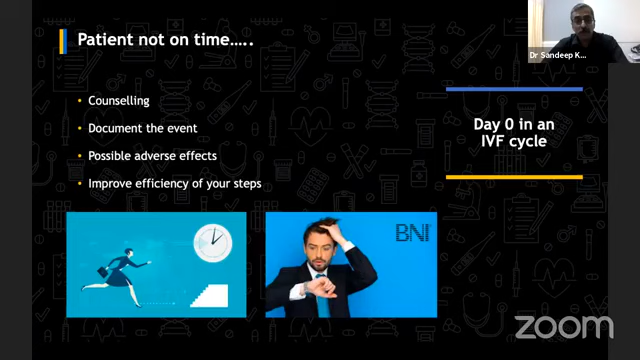 Patient not on time…..
Dr Sandeep K...
• Counselling
• Document the event
• Possible adverse effects
• Improve efficiency of your steps
Day 0 in an
IVF cycle
BNI
zoom